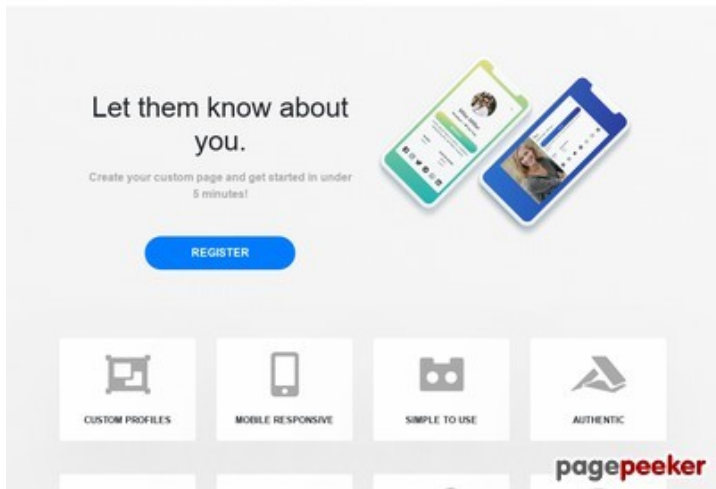 Let them know about
you.
Create your custom page and get started in under
5 minutes!
REGISTER
CUSTOM PROFILES
MOBILE RESPONSIVE
SIMPLE TO USE
AUTHENTIC
pagepeeker